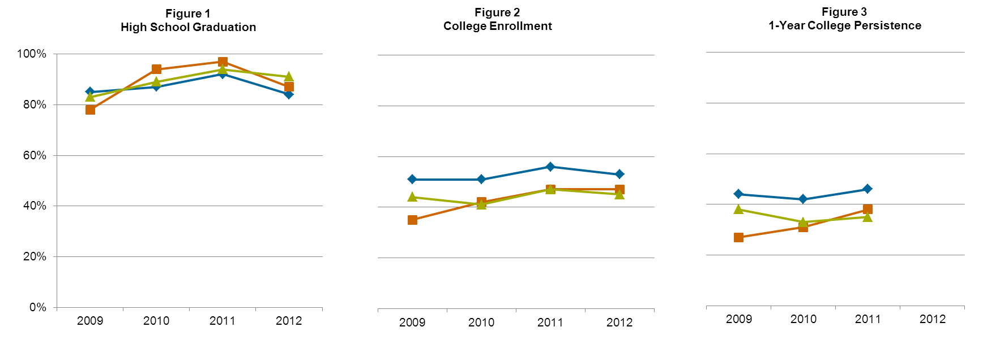 Figure 1
High School Graduation
Figure 2
College Enrollment
Figure 3
1-Year College Persistence
100%
80%
60%
40%
20%
0%
2009 2010 2011 2012
2009 2010 2011 2012
2009 2010 2011 2012